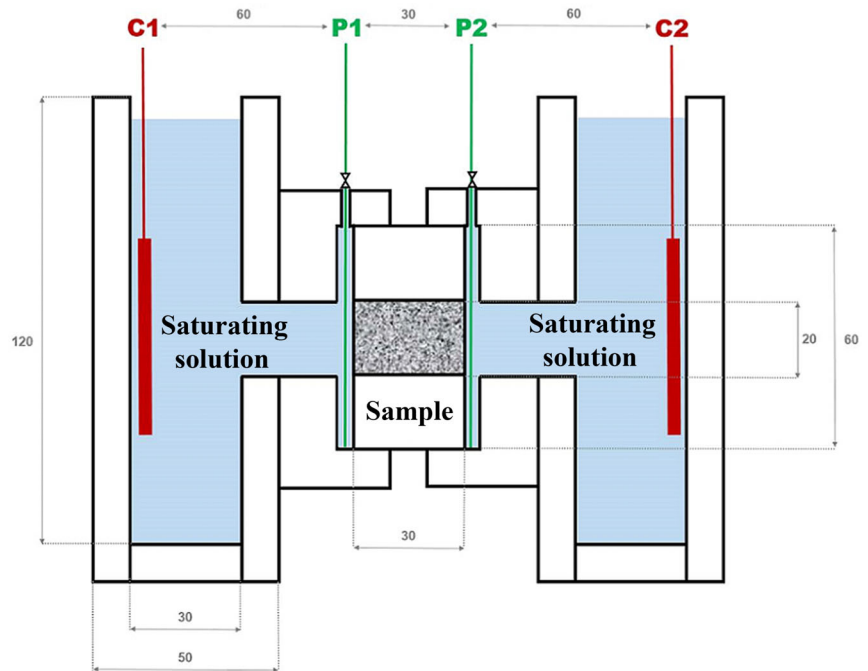 60 30 60
C1 P1 P2 C2
120
Saturating
solution
Saturating
solution
20
60
Sample
30
30
50